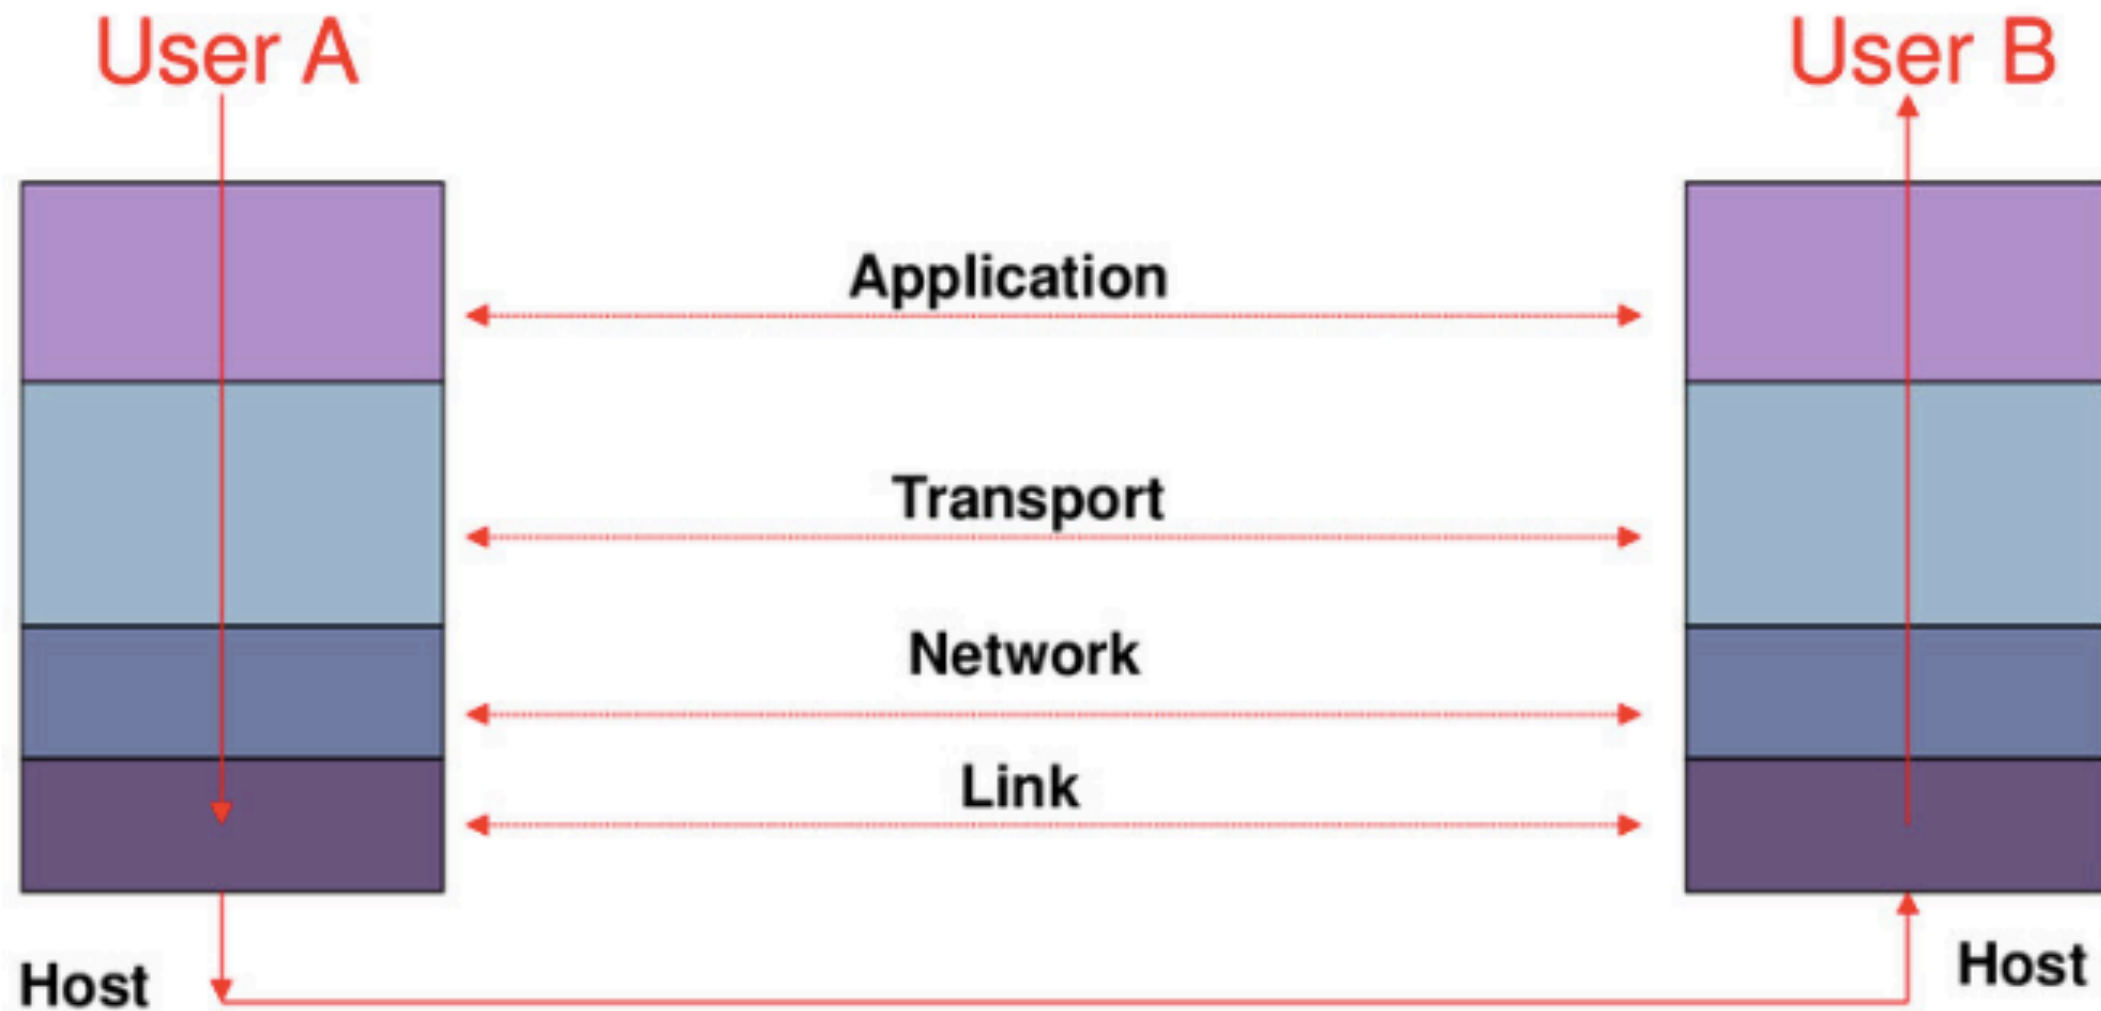 User A
User B
Application
Transport
Network
Link
Host
Host